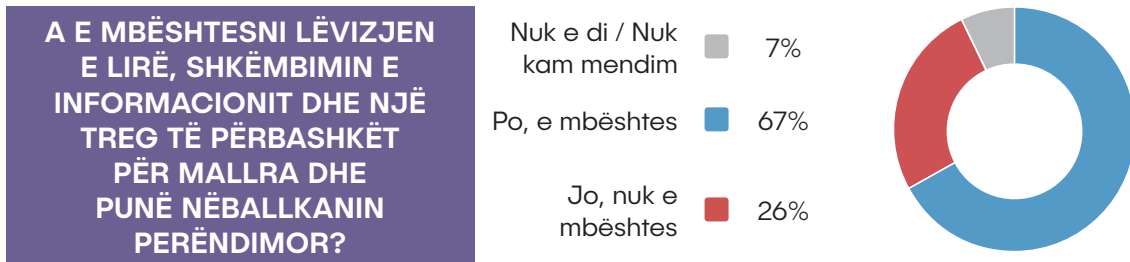 A E MBËSHTESNI LËVIZJEN
E LIRË, SHKËMBIMIN E
INFORMACIONIT DHE NJË
TREG TË PËRBASHKËT
PËR MALLRA DHE
PUNË NËBALLKANIN
PERËNDIMOR?
Nuk e di / Nuk
kam mendim
7%
Po, e mbështes
67%
Jo, nuk e
mbështes
26%